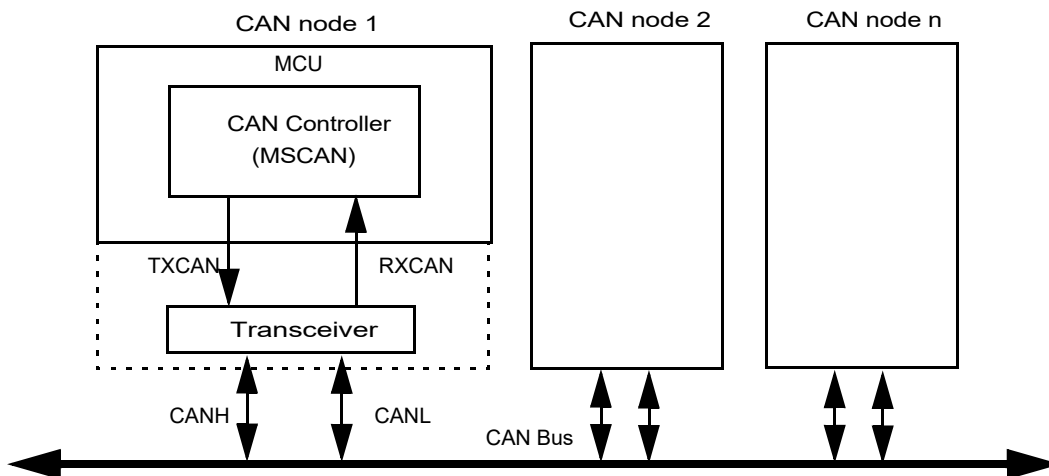 CAN node 1
CAN node 2
CAN node n
MCU
CAN Controller
(MSCAN)
TXCAN
RXCAN
Transceiver
CANH
CANL
CAN Bus